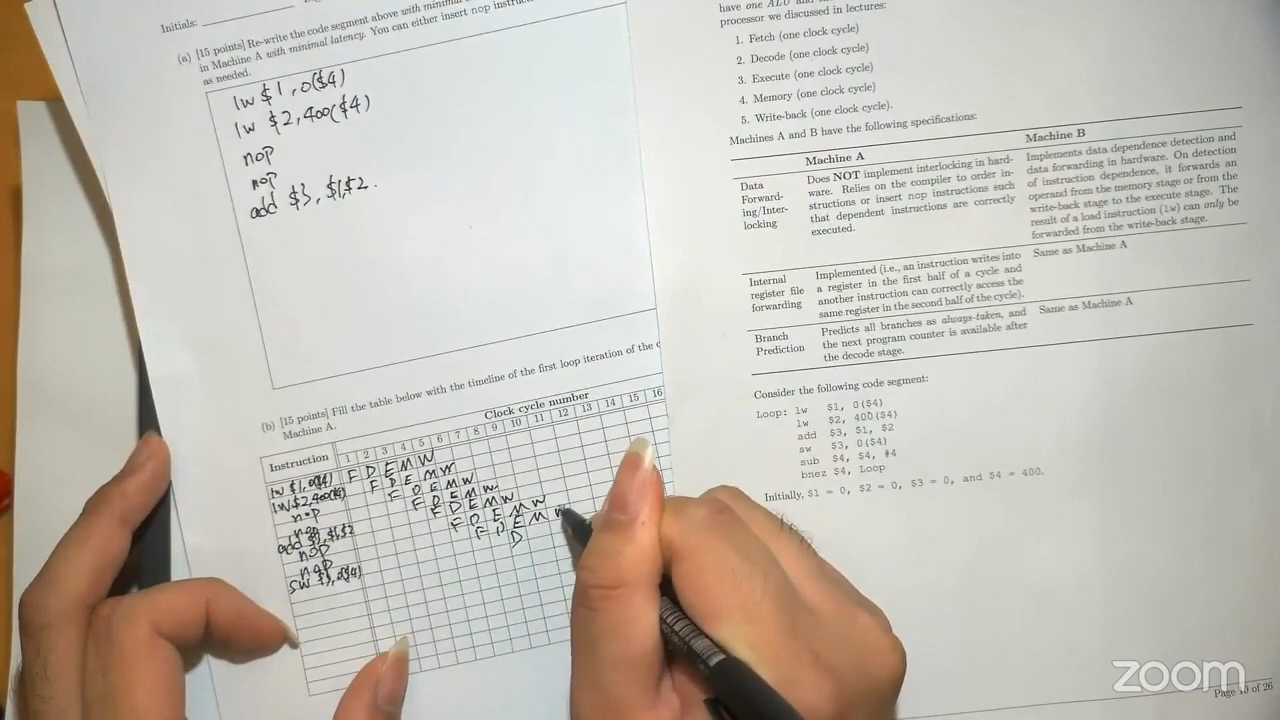 Initials:
(a) [15 points] Re-write the code segment above with minimal
in Machine A with minimal latency. You can either insert nop instruc
as needed.
lw $1, 0($4)
lw $2, 400($4)
nop
nop
add $3, $1, $2.
(b) [15 points] Fill the table below with the timeline of the first loop iteration of the c
Machine A.
Clock cycle number
Instruction 1 2 3 4 5 6 7 8 9 10 11 12 13 14 15 16
lw $1, 0($4) F D E M W
lw $2, 400($4) F D E M W
nop F D E M W
nop F D E M W
add $3, $1, $2 F D E M W
nop F D E M W
nop F D E M W
sw $3, 0($4) D
have one ALU and
processor we discussed in lectures:
1. Fetch (one clock cycle)
2. Decode (one clock cycle)
3. Execute (one clock cycle)
4. Memory (one clock cycle)
5. Write-back (one clock cycle).
Machines A and B have the following specifications:
Machine A Machine B
Data
Forward-
ing/Inter-
locking
Does NOT implement interlocking in hard-
ware. Relies on the compiler to order in-
structions or insert nop instructions such
that dependent instructions are correctly
executed.
Implements data dependence detection and
data forwarding in hardware. On detection
of instruction dependence, it forwards an
operand from the memory stage or from the
write-back stage to the execute stage. The
result of a load instruction (lw) can only be
forwarded from the write-back stage.
Internal
register file
forwarding
Implemented (i.e., an instruction writes into
a register in the first half of a cycle and
another instruction can correctly access the
same register in the second half of the cycle).
Same as Machine A
Branch
Prediction
Predicts all branches as always-taken, and
the next program counter is available after
the decode stage.
Same as Machine A
Consider the following code segment:
Loop: lw $1, 0($4)
lw $2, 400($4)
add $3, $1, $2
sw $3, 0($4)
sub $4, $4, #4
bnez $4, Loop
Initially, $1 = 0, $2 = 0, $3 = 0, and $4 = 400.
Page 10 of 26
zoom